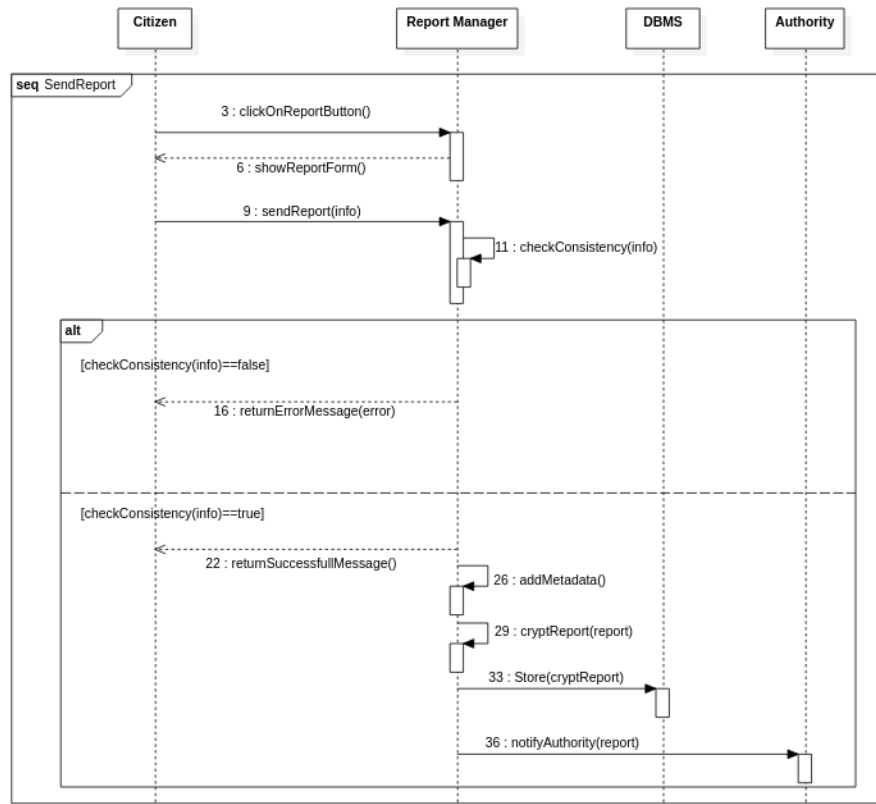 Citizen
Report Manager
DBMS
Authority
seq SendReport
3 : clickOnReportButton()
6 : showReportForm()
9 : sendReport(info)
11 : checkConsistency(info)
alt
[checkConsistency(info)==false]
16 : returnErrorMessage(error)
[checkConsistency(info)==true]
22 : returnSuccessfullMessage()
26 : addMetadata()
29 : cryptReport(report)
33 : Store(cryptReport)
36 : notifyAuthority(report)